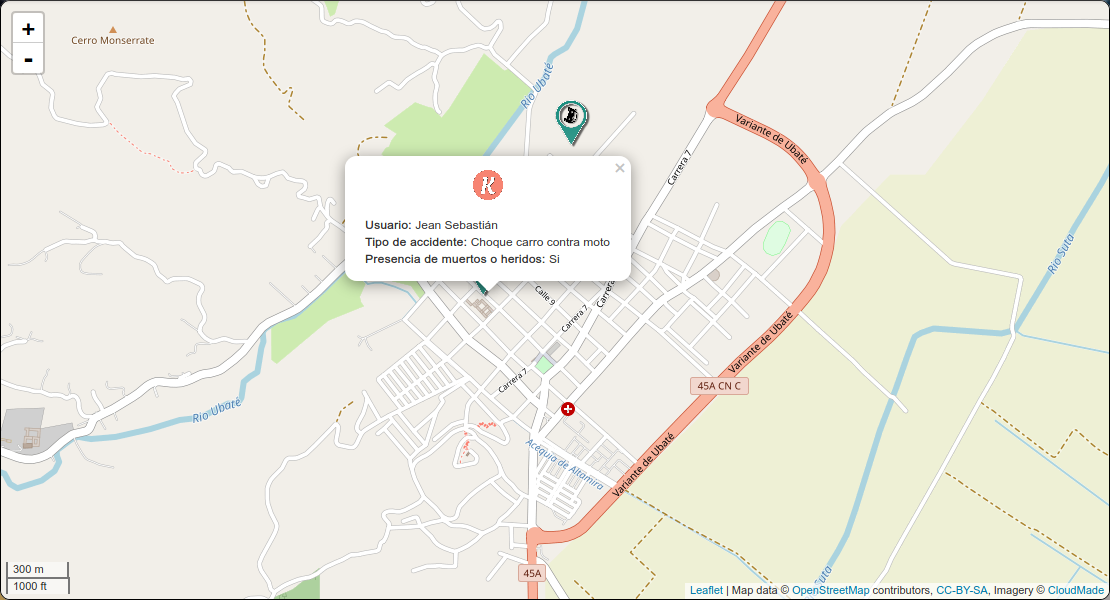 +
-
Cerro Monserrate
Río Ubaté
Variante de Ubaté
Carrera 7
K
×
Usuario: Jean Sebastián
Tipo de accidente: Choque carro contra moto
Presencia de muertos o heridos: Si
Río Suta
Calle 9
Carrera
Carrera 7
Variante de Ubaté
Carrera 7
45A CN C
Río Ubaté
Acequia de Altamira
Variante de Ubaté
300 m
1000 ft
45A
Suta
Leaflet | Map data © OpenStreetMap contributors, CC-BY-SA, Imagery © CloudMade